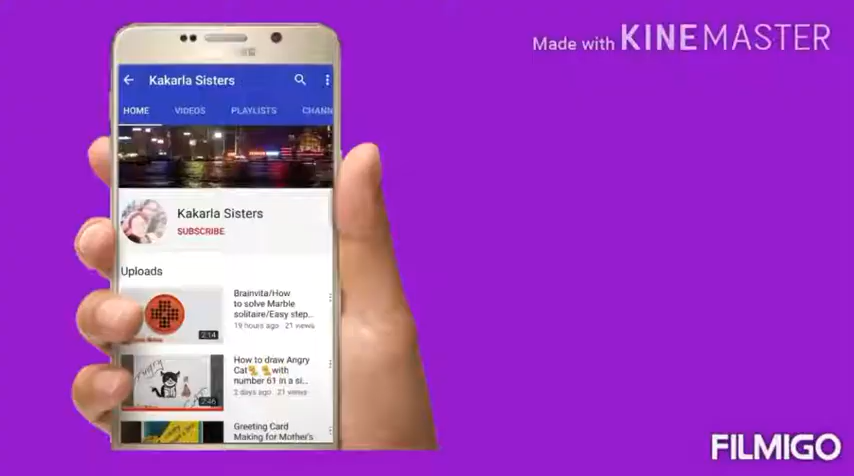 Made with KINEMASTER
Kakarla Sisters
HOME VIDEOS PLAYLISTS CHANN
Kakarla Sisters
SUBSCRIBE
Uploads
Brainvita/How
to solve Marble
solitaire/Easy step...
19 hours ago 21 views
2:14
How to draw Angry
Cat🐈🐈with
number 61 in a si...
2 days ago 21 views
2:46
Greeting Card
Making for Mother's
FILMIGO